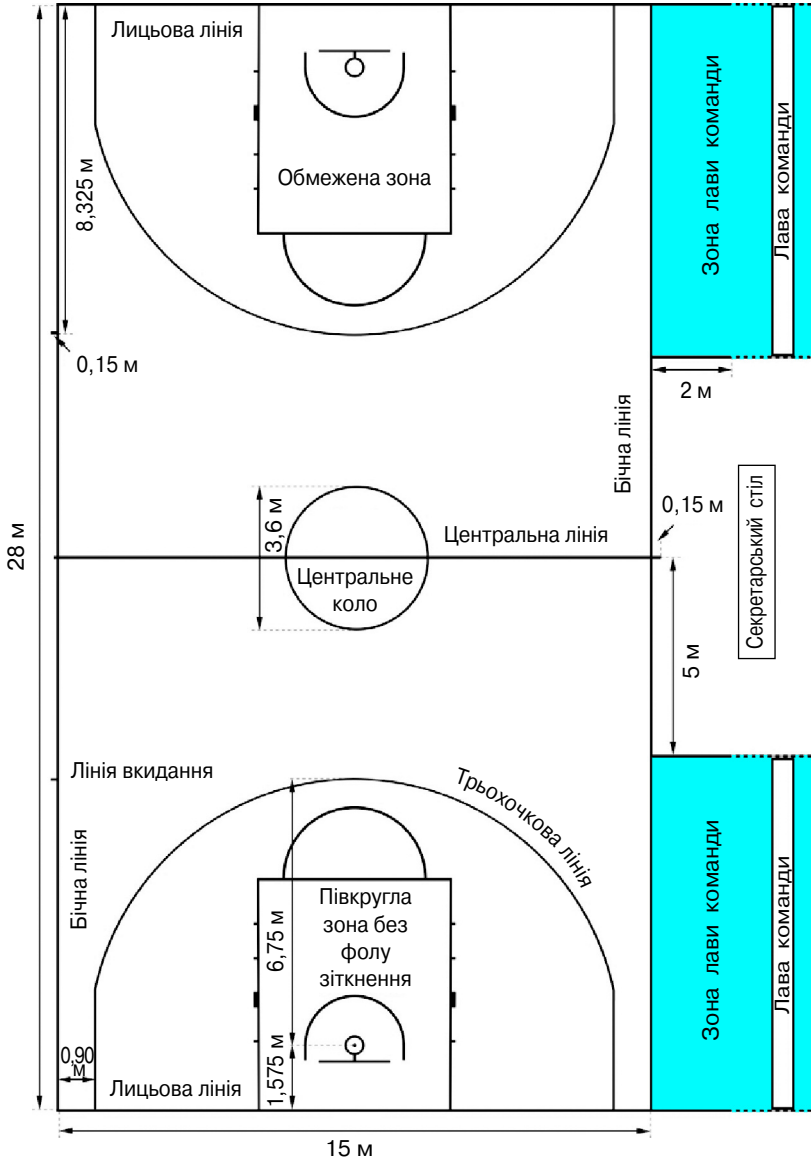 Лицьова лінія
8,325 м
Обмежена зона
Зона лави команди
Лава команди
0,15 м
2 м
Бічна лінія
28 м
3,6 м
Центральна лінія
0,15 м
Секретарський стіл
Центральне
коло
5 м
Лінія вкидання
Трьохочкова лінія
Бічна лінія
6,75 м
Півкругла
зона без
фолу
зіткнення
Зона лави команди
Лава команди
0,90
м
1,575 м
Лицьова лінія
15 м